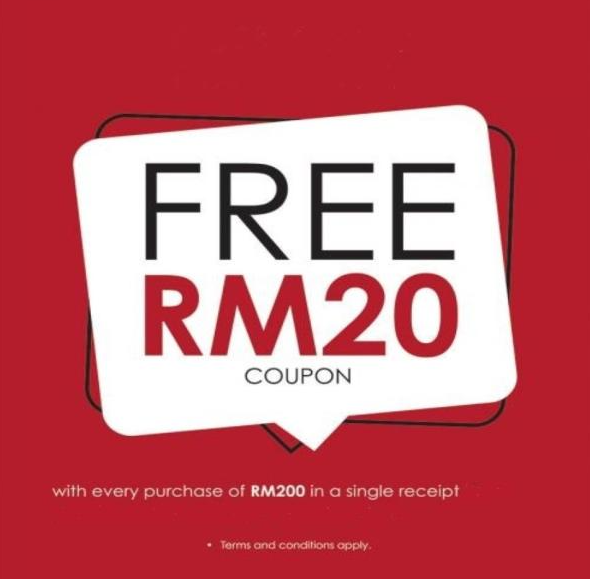 FREE
RM20
COUPON
with every purchase of RM200 in a single receipt
• Terms and conditions apply.